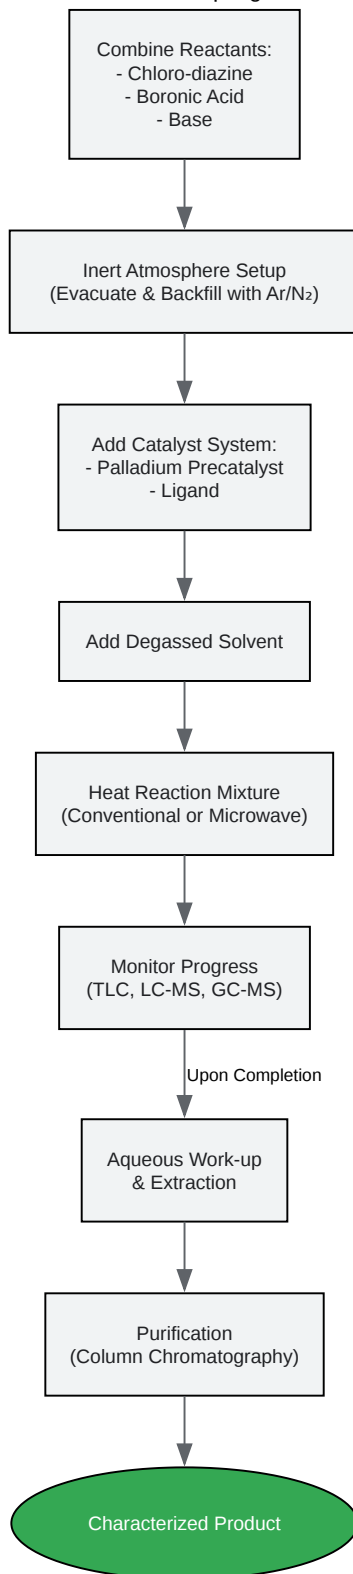 Combine Reactants:
- Chloro-diazine
- Boronic Acid
- Base
Inert Atmosphere Setup
(Evacuate & Backfill with Ar/N₂)
Add Catalyst System:
- Palladium Precatalyst
- Ligand
Add Degassed Solvent
Heat Reaction Mixture
(Conventional or Microwave)
Monitor Progress
(TLC, LC-MS, GC-MS)
Upon Completion
Aqueous Work-up
& Extraction
Purification
(Column Chromatography)
Characterized Product